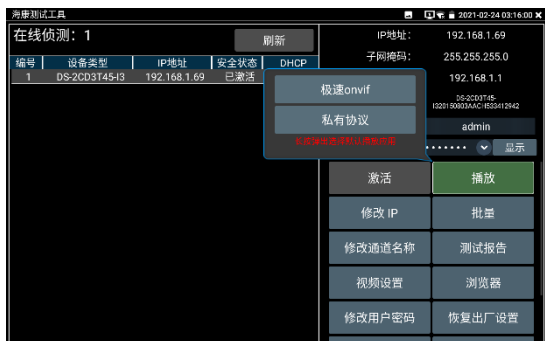 海康测试工具
2021-02-24 03:16:00
在线侦测：1
刷新
编号 设备类型 IP地址 安全状态 DHCP
1 DS-2CD3T45-I3 192.168.1.69 已激活
极速onvif
私有协议
IP地址： 192.168.1.69
子网掩码： 255.255.255.0
192.168.1.1
DS-2CD3T45-
I320150803AACH533412942
admin
显示
激活 播放
修改 IP 批量
修改通道名称 测试报告
视频设置 浏览器
修改用户密码 恢复出厂设置